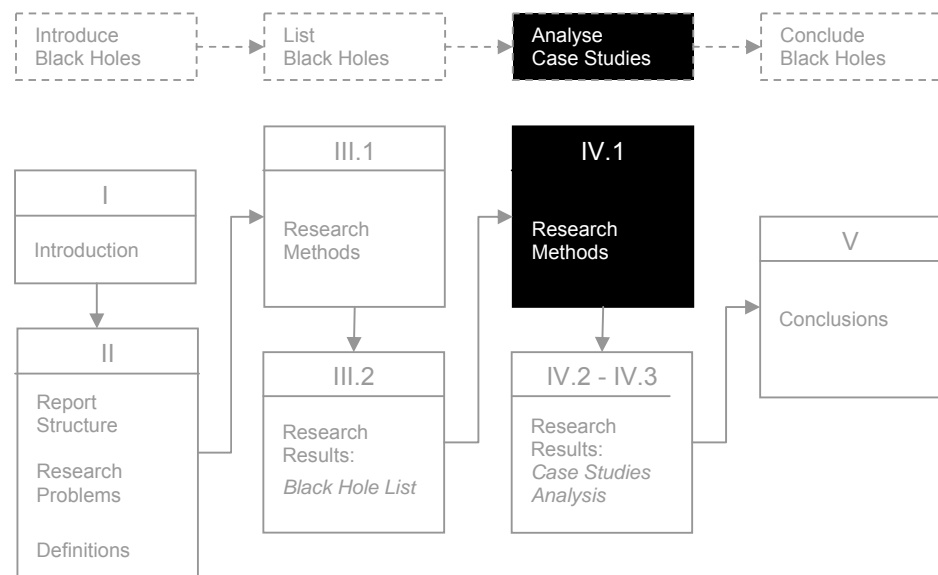 Introduce
Black Holes
List
Black Holes
Analyse
Case Studies
Conclude
Black Holes
I
Introduction
II
Report
Structure
Research
Problems
Definitions
III.1
Research
Methods
III.2
Research
Results:
Black Hole List
IV.1
Research
Methods
IV.2 - IV.3
Research
Results:
Case Studies
Analysis
V
Conclusions